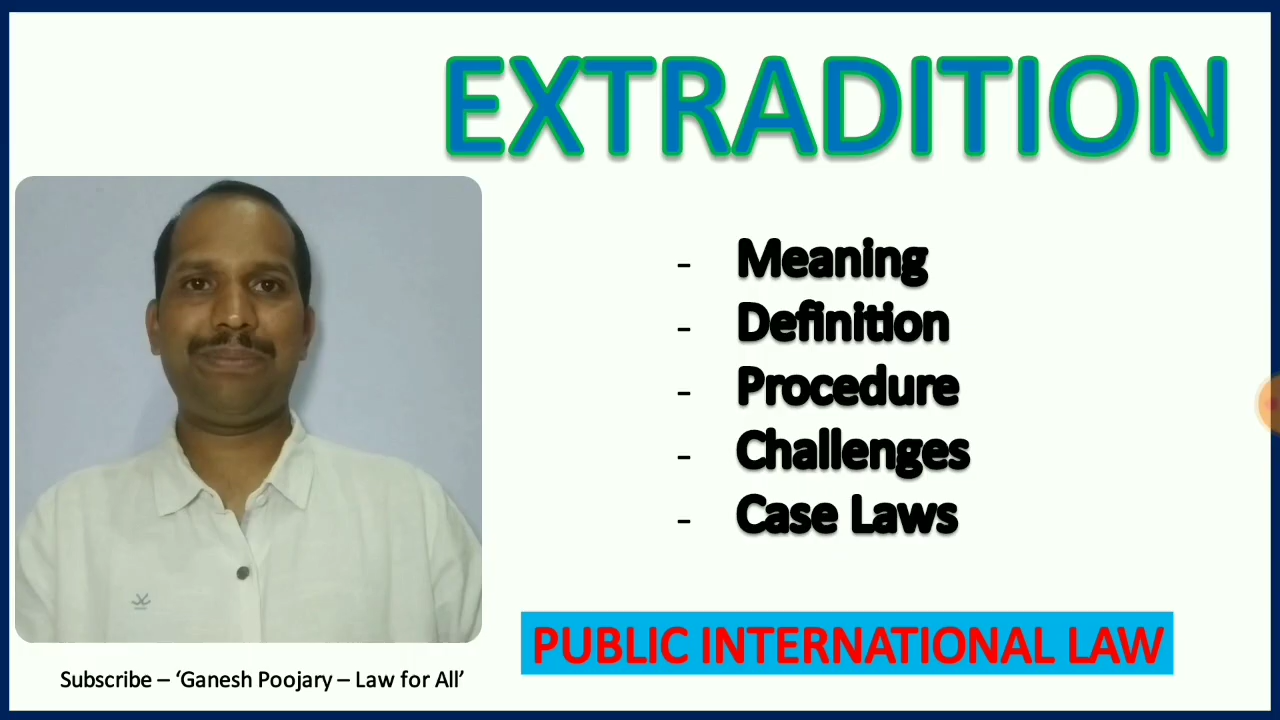 EXTRADITION
- Meaning
- Definition
- Procedure
- Challenges
- Case Laws
PUBLIC INTERNATIONAL LAW
Subscribe – ‘Ganesh Poojary – Law for All’